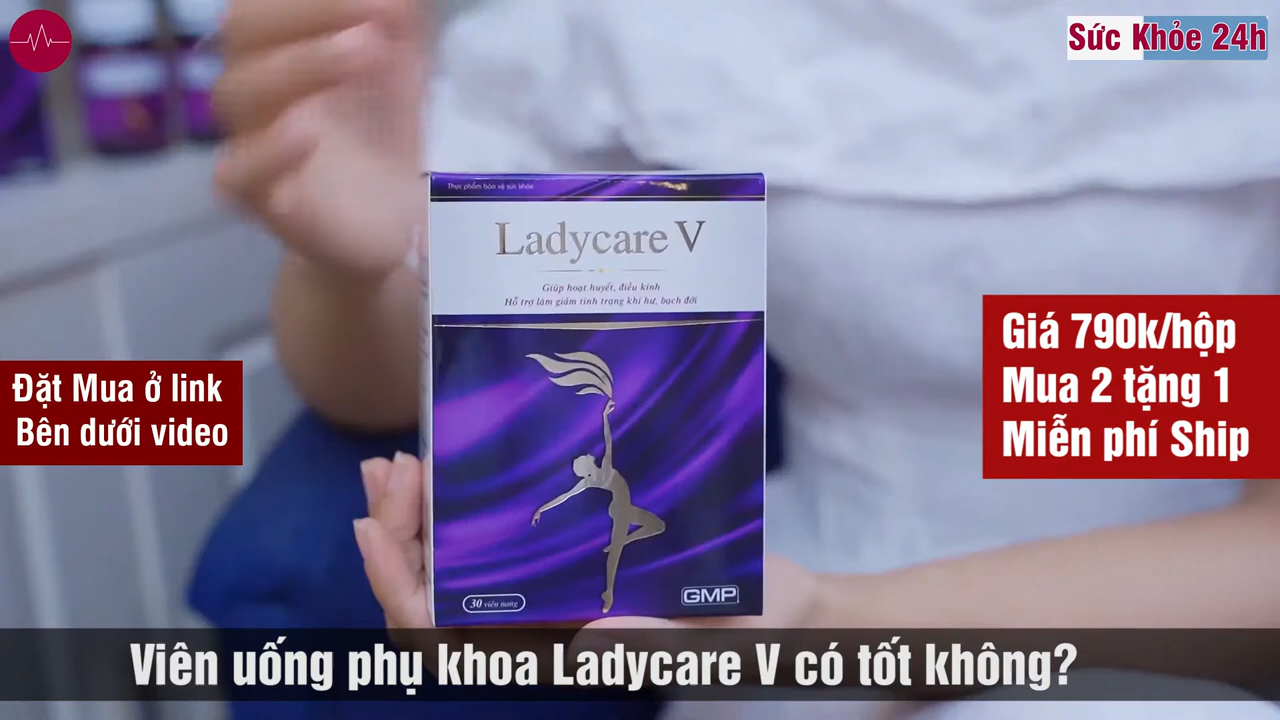 Sức Khỏe 24h
Thực phẩm bảo vệ sức khỏe
Ladycare V
Giúp hoạt huyết, điều kinh
Hỗ trợ làm giảm tình trạng khí hư, bạch đới
Giá 790k/hộp
Mua 2 tặng 1
Miễn phí Ship
Đặt Mua ở link
Bên dưới video
30 viên nang
GMP
Viên uống phụ khoa Ladycare V có tốt không?